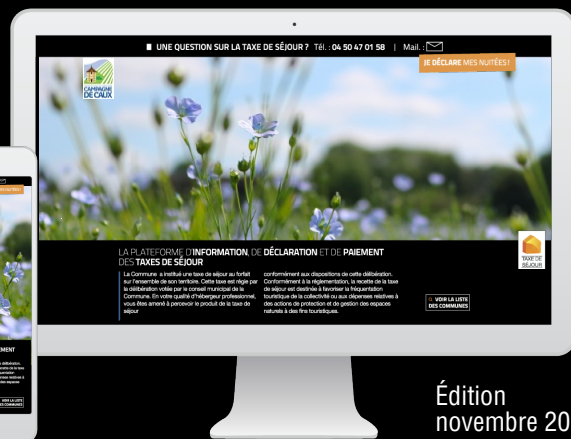 ■ UNE QUESTION SUR LA TAXE DE SÉJOUR ? Tél. : 04 50 47 01 58 | Mail. :
JE DÉCLARE MES NUITÉES !
CAMPAGNE
DE CAUX
LA PLATEFORME D'INFORMATION, DE DÉCLARATION ET DE PAIEMENT
DES TAXES DE SÉJOUR
La Commune a institué une taxe de séjour au forfait
sur l'ensemble de son territoire. Cette taxe est régie par
la délibération votée par le conseil municipal de la
Commune. En votre qualité d'hébergeur professionnel,
vous êtes amené à percevoir le produit de la taxe de
séjour
conformément aux dispositions de cette délibération.
Conformément à la réglementation, la recette de la taxe
de séjour est destinée à favoriser la fréquentation
touristique de la collectivité ou aux dépenses relatives à
des actions de protection et de gestion des espaces
naturels à des fins touristiques.
TAXE DE
SÉJOUR
VOIR LA LISTE
DES COMMUNES
EMENT
VOIR LA LISTE
DES COMMUNES
Édition
novembre 20